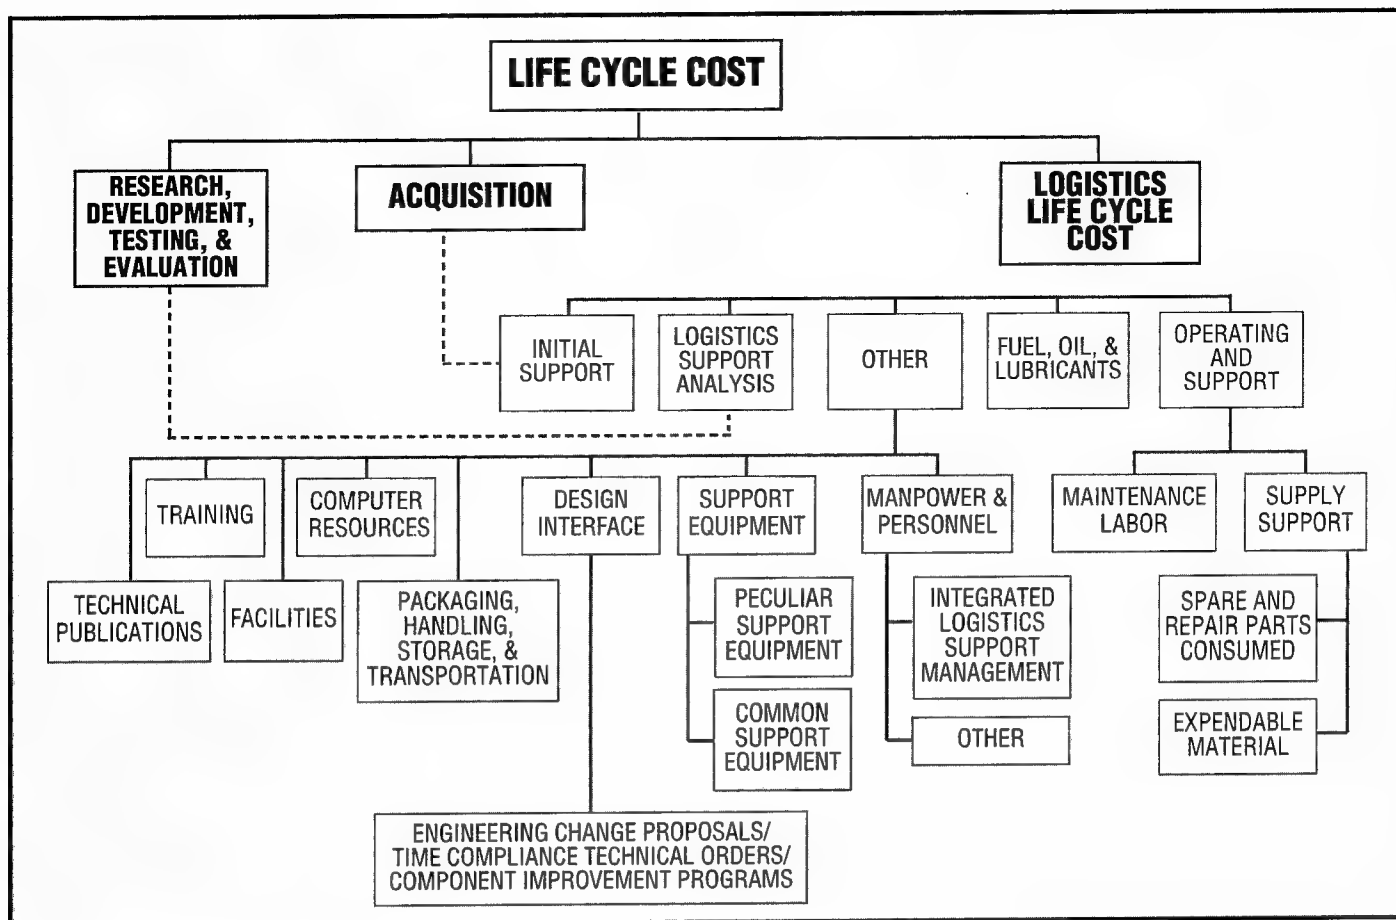 LIFE CYCLE COST
RESEARCH,
DEVELOPMENT,
TESTING, &
EVALUATION
ACQUISITION
LOGISTICS
LIFE CYCLE
COST
INITIAL
SUPPORT
LOGISTICS
SUPPORT
ANALYSIS
OTHER
FUEL, OIL, &
LUBRICANTS
OPERATING
AND
SUPPORT
TRAINING
COMPUTER
RESOURCES
DESIGN
INTERFACE
SUPPORT
EQUIPMENT
MANPOWER &
PERSONNEL
MAINTENANCE
LABOR
SUPPLY
SUPPORT
TECHNICAL
PUBLICATIONS
FACILITIES
PACKAGING,
HANDLING,
STORAGE, &
TRANSPORTATION
PECULIAR
SUPPORT
EQUIPMENT
INTEGRATED
LOGISTICS
SUPPORT
MANAGEMENT
SPARE AND
REPAIR PARTS
CONSUMED
COMMON
SUPPORT
EQUIPMENT
OTHER
EXPENDABLE
MATERIAL
ENGINEERING CHANGE PROPOSALS/
TIME COMPLIANCE TECHNICAL ORDERS/
COMPONENT IMPROVEMENT PROGRAMS